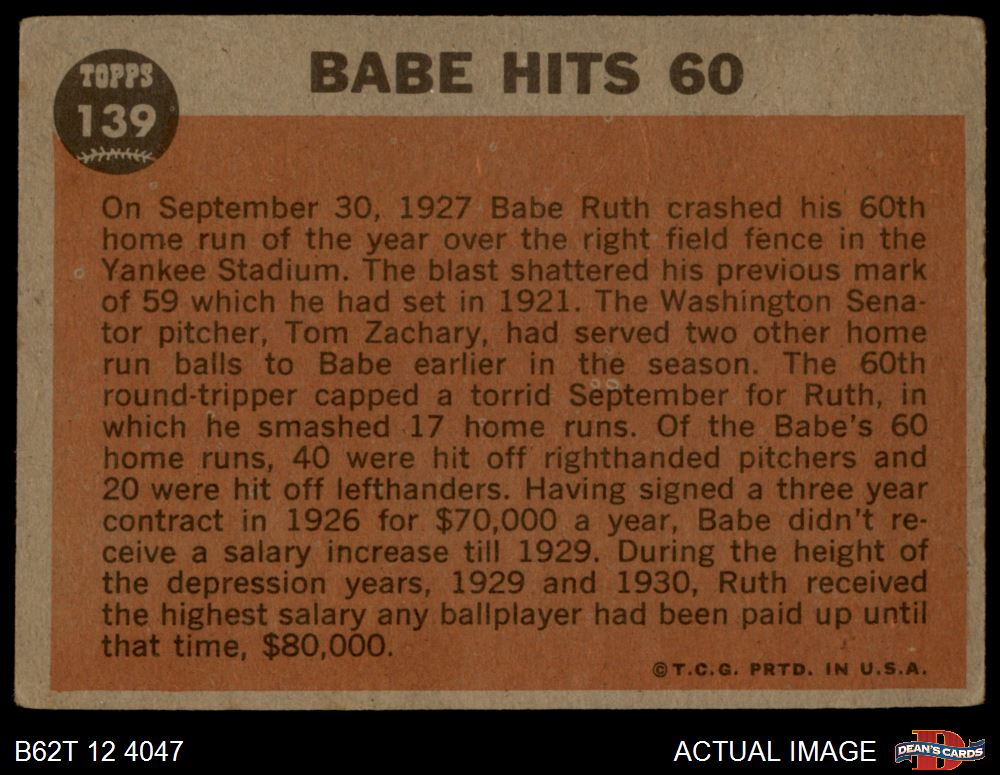 TOPPS
139
BABE HITS 60
On September 30, 1927 Babe Ruth crashed his 60th
home run of the year over the right field fence in the
Yankee Stadium. The blast shattered his previous mark
of 59 which he had set in 1921. The Washington Sena-
tor pitcher, Tom Zachary, had served two other home
run balls to Babe earlier in the season. The 60th
round-tripper capped a torrid September for Ruth, in
which he smashed 17 home runs. Of the Babe's 60
home runs, 40 were hit off righthanded pitchers and
20 were hit off lefthanders. Having signed a three year
contract in 1926 for $70,000 a year, Babe didn't re-
ceive a salary increase till 1929. During the height of
the depression years, 1929 and 1930, Ruth received
the highest salary any ballplayer had been paid up until
that time, $80,000.
©T.C.G. PRTD. IN U.S.A.
B62T 12 4047
ACTUAL IMAGE
D
DEAN'S CARDS